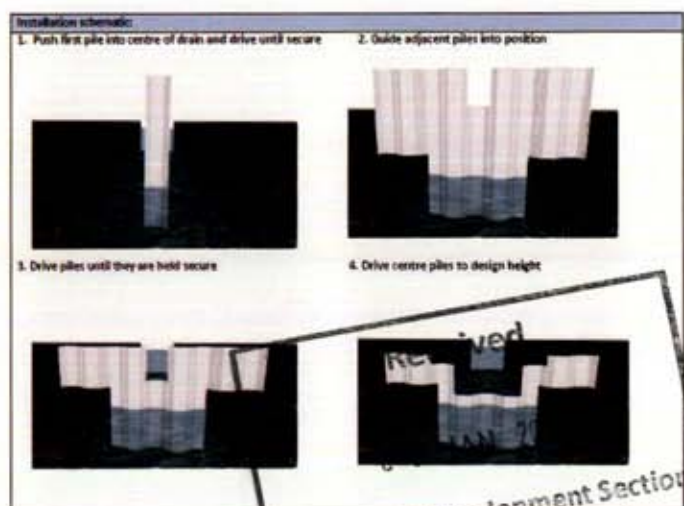 Installation schematic:
1. Push first pile into centre of drain and drive until secure
2. Guide adjacent piles into position
3. Drive piles until they are held secure
4. Drive centre piles to design height
Received
JAN
Section